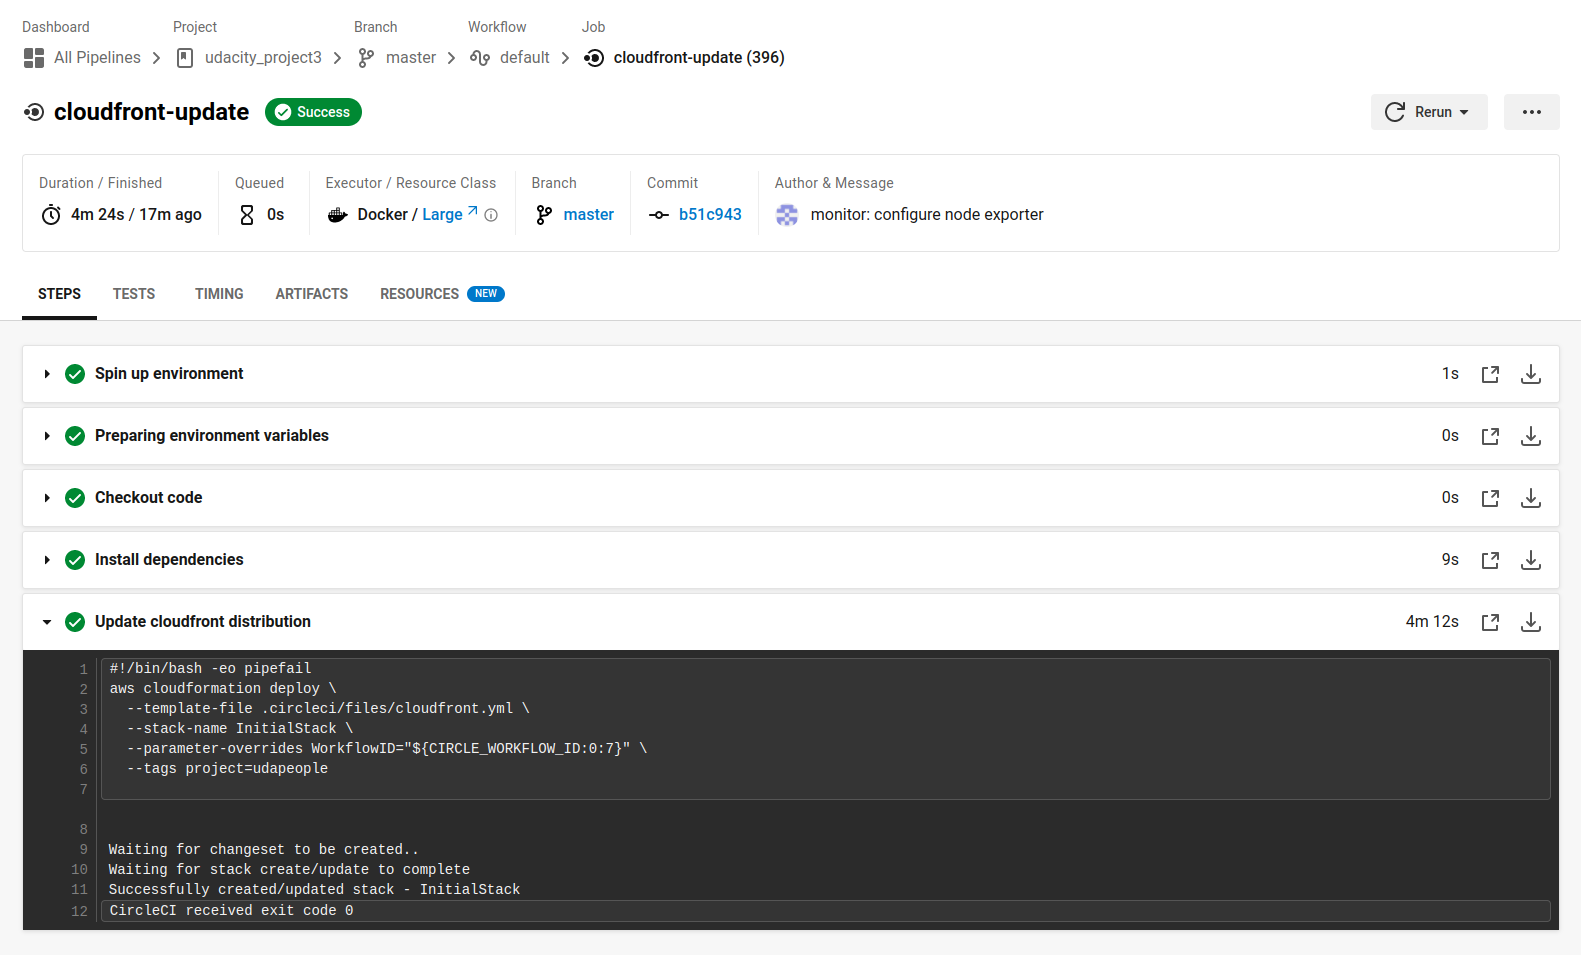 Dashboard Project Branch Workflow Job
All Pipelines udacity_project3 master default cloudfront-update (396)
cloudfront-update Success Rerun
Duration / Finished Queued Executor / Resource Class Branch Commit Author & Message
4m 24s / 17m ago 0s Docker / Large master b51c943 monitor: configure node exporter
STEPS TESTS TIMING ARTIFACTS RESOURCES NEW
Spin up environment 1s
Preparing environment variables 0s
Checkout code 0s
Install dependencies 9s
Update cloudfront distribution 4m 12s
1 #!/bin/bash -eo pipefail
2 aws cloudformation deploy \
3 --template-file .circleci/files/cloudfront.yml \
4 --stack-name InitialStack \
5 --parameter-overrides WorkflowID="${CIRCLE_WORKFLOW_ID:0:7}" \
6 --tags project=udapeople
7
8
9 Waiting for changeset to be created..
10 Waiting for stack create/update to complete
11 Successfully created/updated stack - InitialStack
12 CircleCI received exit code 0